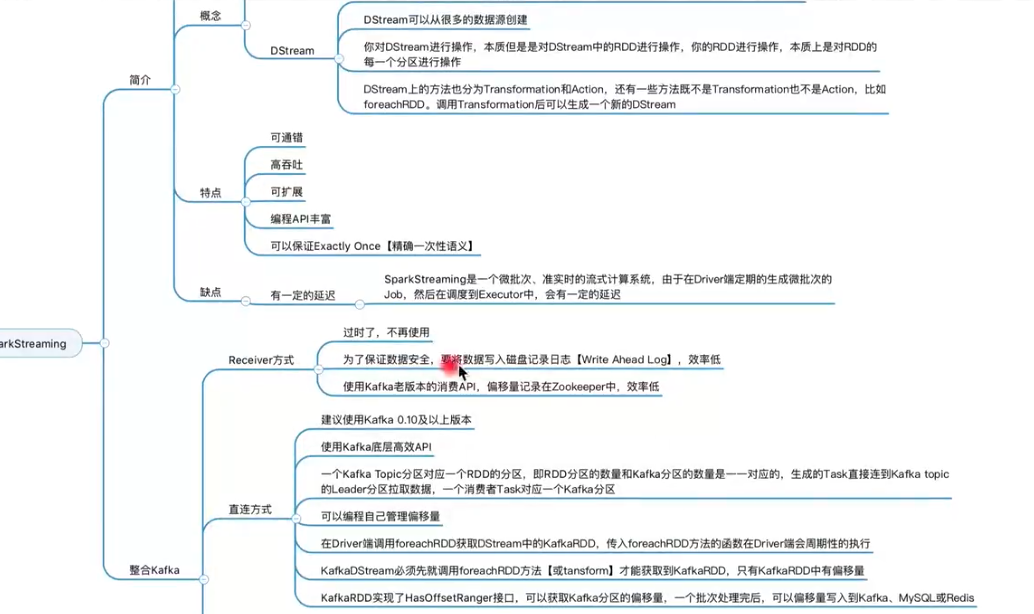 概念
DStream
DStream可以从很多的数据源创建
你对DStream进行操作，本质但是是对DStream中的RDD进行操作，你的RDD进行操作，本质上是对RDD的
每一个分区进行操作
DStream上的方法也分为Transformation和Action，还有一些方法既不是Transformation也不是Action，比如
foreachRDD。调用Transformation后可以生成一个新的DStream
简介
特点
可通错
高吞吐
可扩展
编程API丰富
可以保证Exactly Once【精确一次性语义】
缺点
有一定的延迟
SparkStreaming是一个微批次、准实时的流式计算系统，由于在Driver端定期的生成微批次的
Job，然后在调度到Executor中，会有一定的延迟
arkStreaming
Receiver方式
过时了，不再使用
为了保证数据安全，要将数据写入磁盘记录日志【Write Ahead Log】，效率低
使用Kafka老版本的消费API，偏移量记录在Zookeeper中，效率低
直连方式
建议使用Kafka 0.10及以上版本
使用Kafka底层高效API
一个Kafka Topic分区对应一个RDD的分区，即RDD分区的数量和Kafka分区的数量是一一对应的，生成的Task直接连到Kafka topic
的Leader分区拉取数据，一个消费者Task对应一个Kafka分区
可以编程自己管理偏移量
在Driver端调用foreachRDD获取DStream中的KafkaRDD，传入foreachRDD方法的函数在Driver端会周期性的执行
KafkaDStream必须先就调用foreachRDD方法【或tansform】才能获取到KafkaRDD，只有KafkaRDD中有偏移量
KafkaRDD实现了HasOffsetRanger接口，可以获取Kafka分区的偏移量，一个批次处理完后，可以偏移量写入到Kafka、MySQL或Redis
整合Kafka